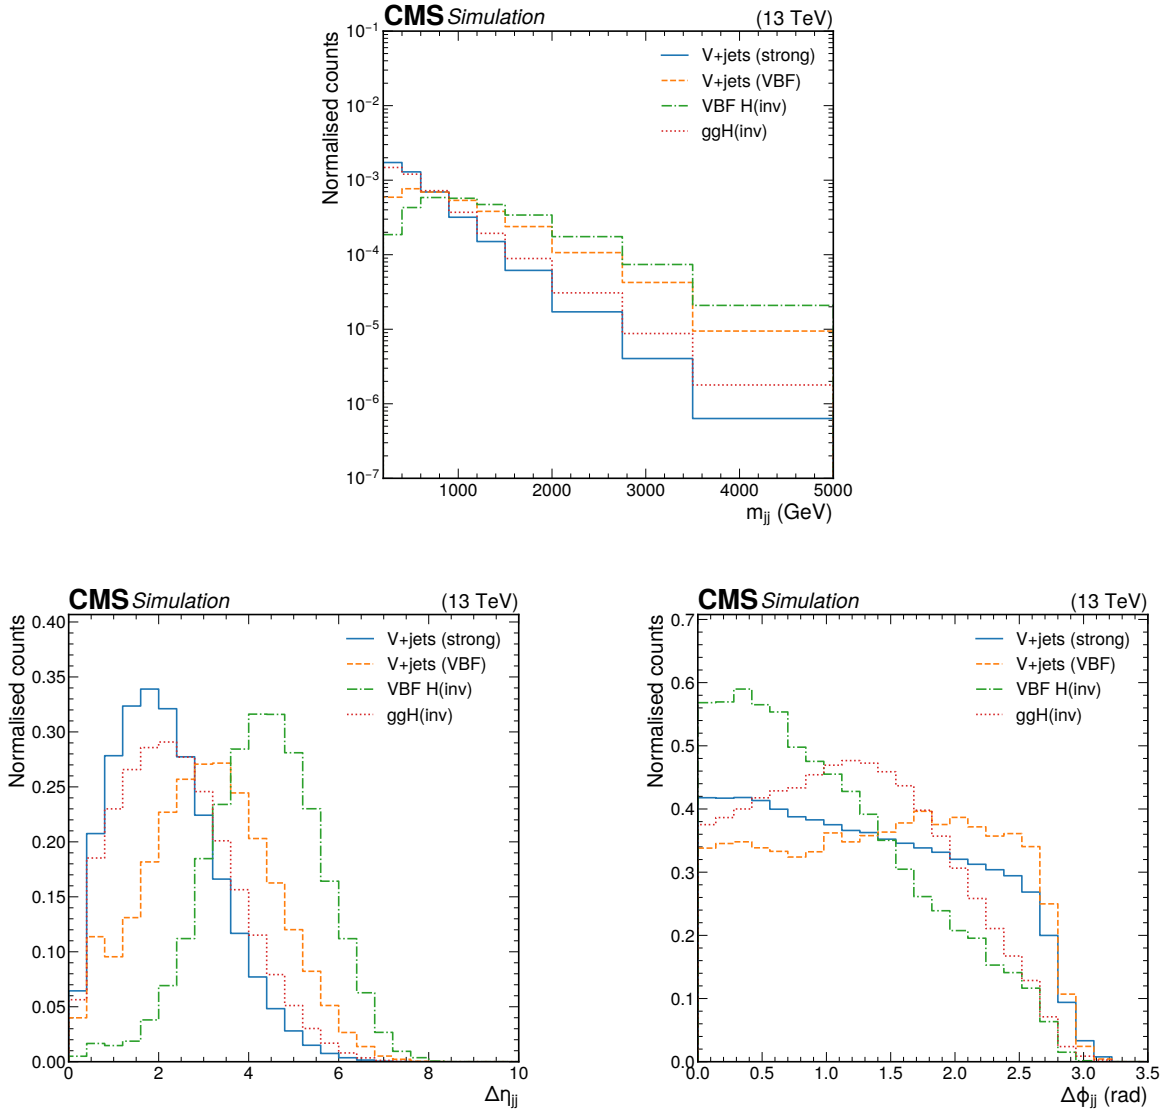 CMS Simulation (13 TeV)
Normalised counts
10⁻¹
10⁻²
10⁻³
10⁻⁴
10⁻⁵
10⁻⁶
10⁻⁷
V+jets (strong)
V+jets (VBF)
VBF H(inv)
ggH(inv)
1000 2000 3000 4000 5000
m_jj (GeV)
CMS Simulation (13 TeV)
Normalised counts
0.40
0.35
0.30
0.25
0.20
0.15
0.10
0.05
0.00
V+jets (strong)
V+jets (VBF)
VBF H(inv)
ggH(inv)
0 2 4 6 8 10
Δη_jj
CMS Simulation (13 TeV)
Normalised counts
0.7
0.6
0.5
0.4
0.3
0.2
0.1
0.0
V+jets (strong)
V+jets (VBF)
VBF H(inv)
ggH(inv)
0.0 0.5 1.0 1.5 2.0 2.5 3.0 3.5
Δϕ_jj (rad)